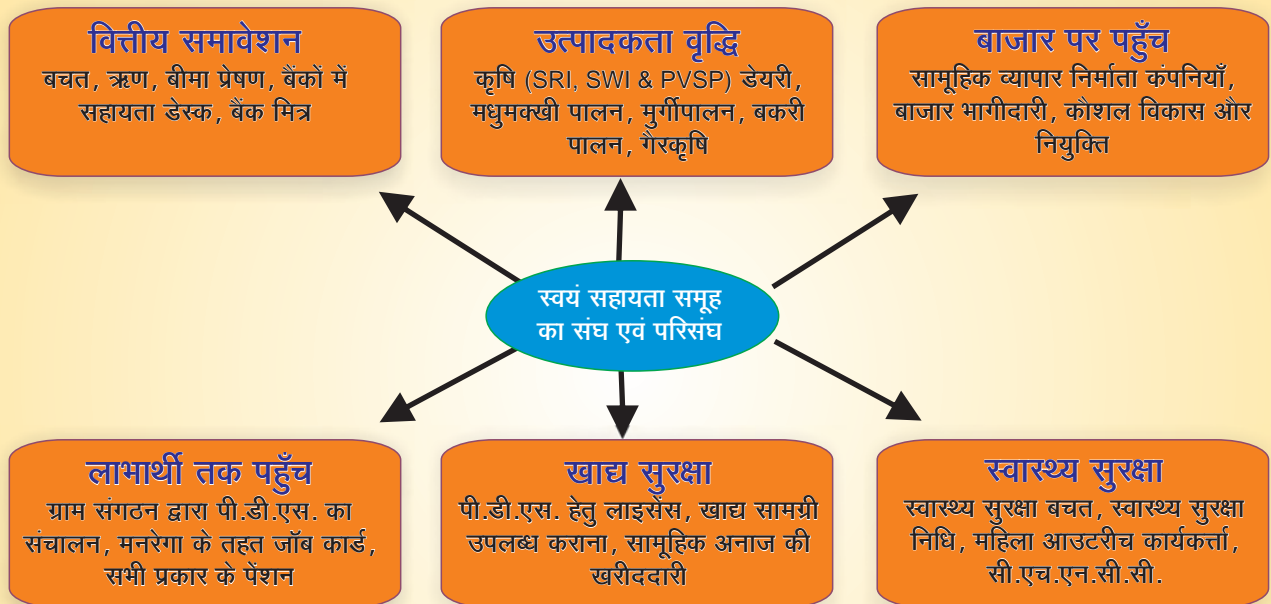 वित्तीय समावेशन
बचत, ऋण, बीमा प्रेषण, बैंकों में
सहायता डेस्क, बैंक मित्र
उत्पादकता वृद्धि
कृषि (SRI, SWI & PVSP) डेयरी,
मधुमक्खी पालन, मुर्गीपालन, बकरी
पालन, गैरकृषि
बाजार पर पहुँच
सामूहिक व्यापार निर्माता कंपनियाँ,
बाजार भागीदारी, कौशल विकास और
नियुक्ति
स्वयं सहायता समूह
का संघ एवं परिसंघ
लाभार्थी तक पहुँच
ग्राम संगठन द्वारा पी.डी.एस. का
संचालन, मनरेगा के तहत जॉब कार्ड,
सभी प्रकार के पेंशन
खाद्य सुरक्षा
पी.डी.एस. हेतु लाइसेंस, खाद्य सामग्री
उपलब्ध कराना, सामूहिक अनाज की
खरीददारी
स्वास्थ्य सुरक्षा
स्वास्थ्य सुरक्षा बचत, स्वास्थ्य सुरक्षा
निधि, महिला आउटरीच कार्यकर्त्ता,
सी.एच.एन.सी.सी.